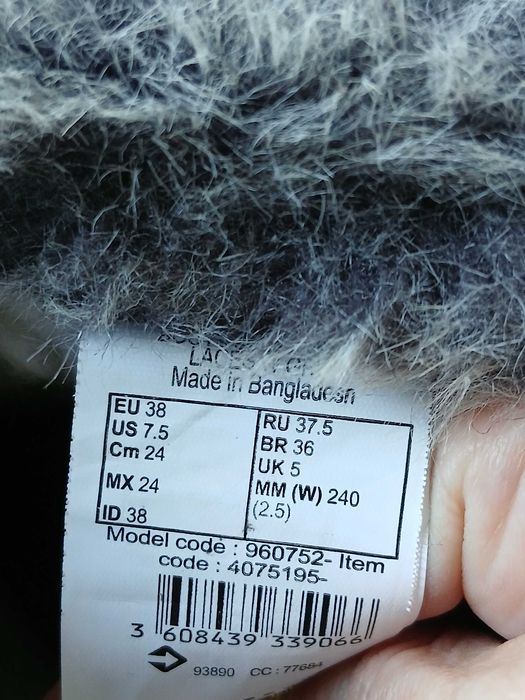 Made in Bangladesh
EU 38
US 7.5
Cm 24
MX 24
ID 38
RU 37.5
BR 36
UK 5
MM (W) 240
(2.5)
Model code : 960752- Item
code : 4075195-
3 608439 339066
93890 CC : 77684